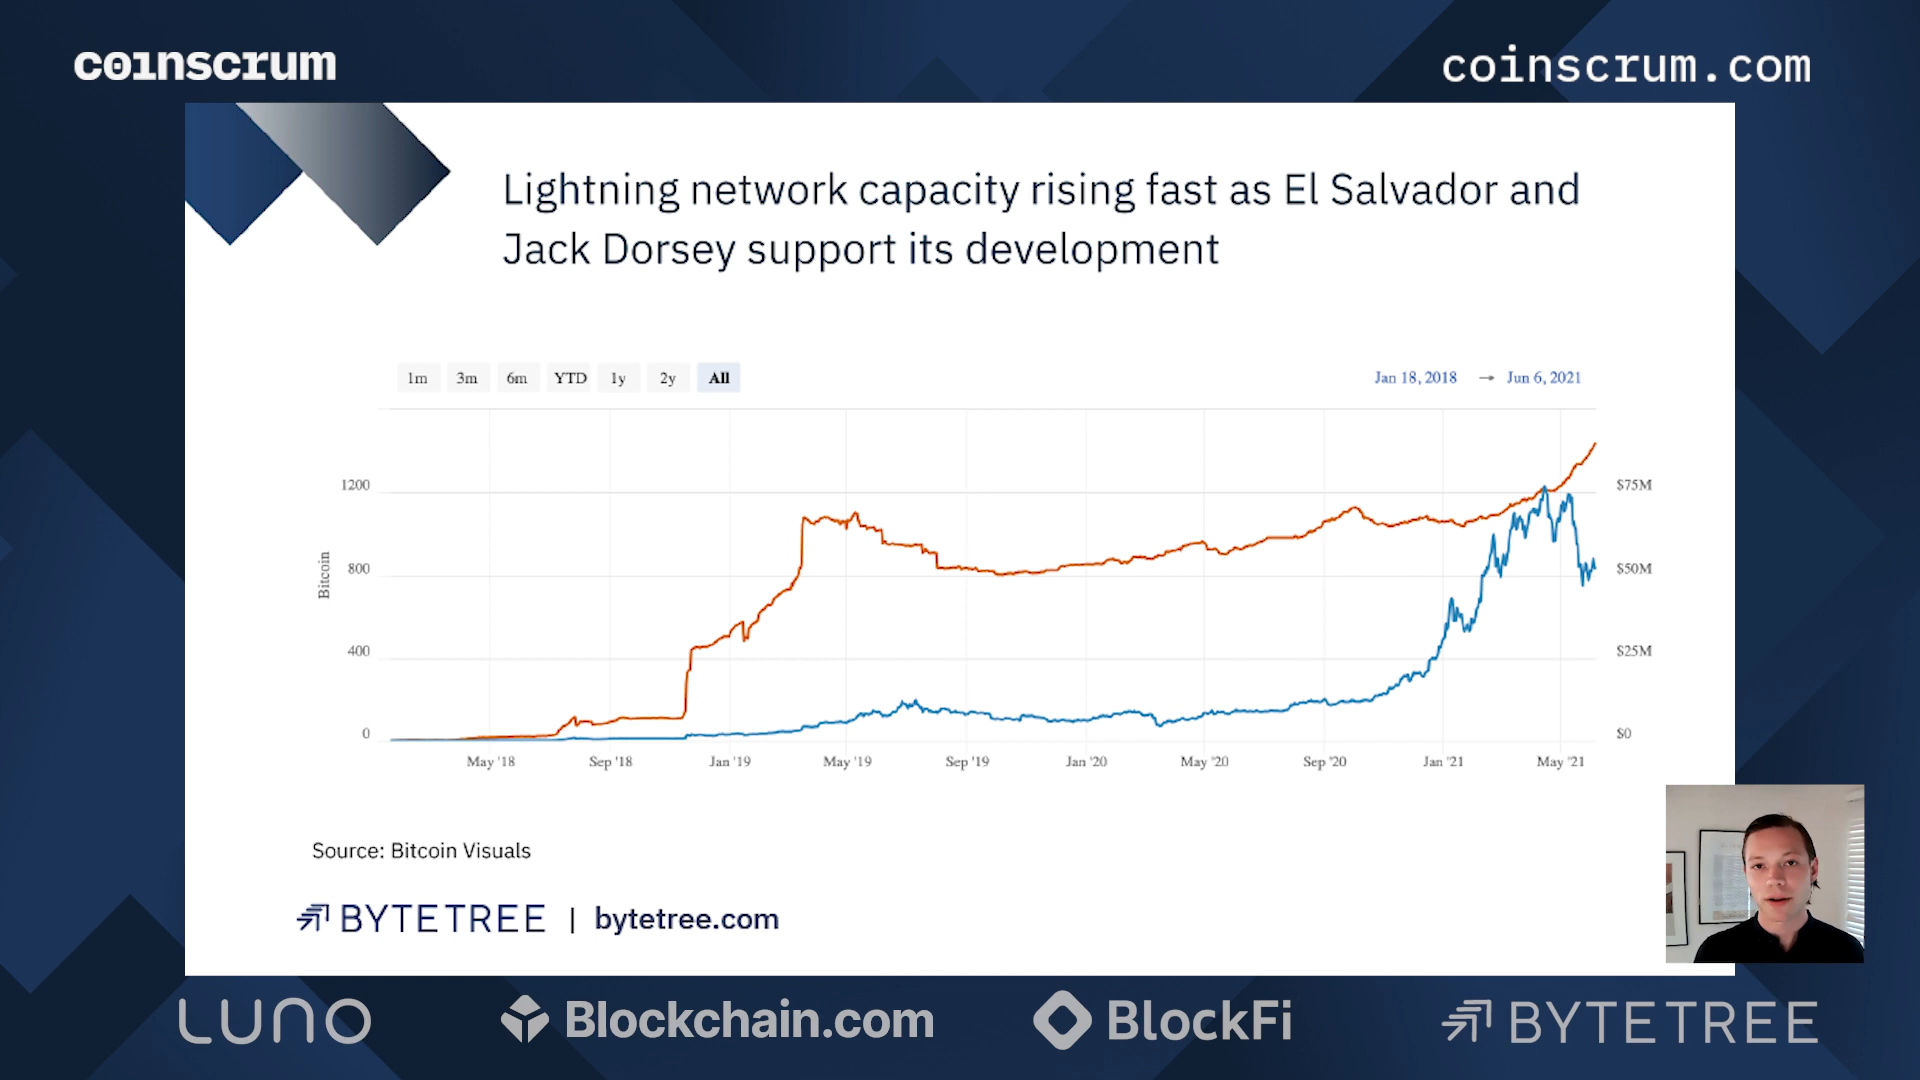 coinscrum
coinscrum.com
Lightning network capacity rising fast as El Salvador and
Jack Dorsey support its development
1m 3m 6m YTD 1y 2y All
Jan 18, 2018 → Jun 6, 2021
1200
$75M
Bitcoin
800
$50M
400
$25M
0
$0
May '18 Sep '18 Jan '19 May '19 Sep '19 Jan '20 May '20 Sep '20 Jan '21 May '21
Source: Bitcoin Visuals
BYTETREE | bytetree.com
LUNO
Blockchain.com
BlockFi
BYTETREE